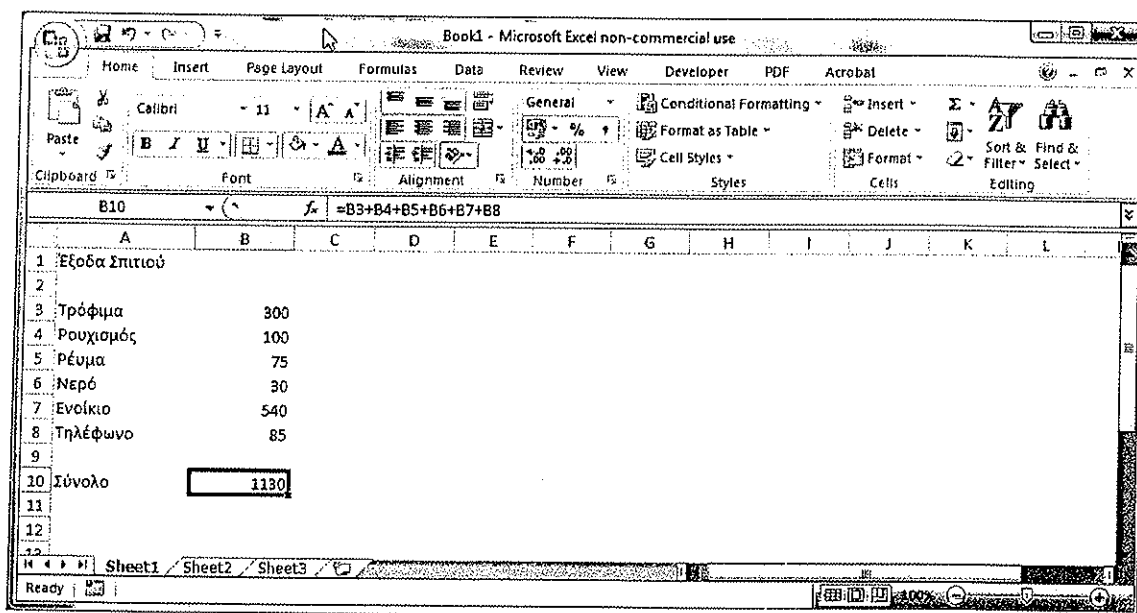 Book1 - Microsoft Excel non-commercial use
Home Insert Page Layout Formulas Data Review View Developer PDF Acrobat
Calibri 11 A A General Conditional Formatting Insert Σ
Paste B I U A % , Format as Table Delete Sort & Find &
Cell Styles Format Filter Select
Clipboard Font Alignment Number Styles Cells Editing
B10 fx =B3+B4+B5+B6+B7+B8
A B C D E F G H I J K L
1 Έξοδα Σπιτιού
2
3 Τρόφιμα 300
4 Ρουχισμός 100
5 Ρέυμα 75
6 Νερό 30
7 Ενοίκιο 540
8 Τηλέφωνο 85
9
10 Σύνολο 1130
11
12
Sheet1 Sheet2 Sheet3
Ready 100%